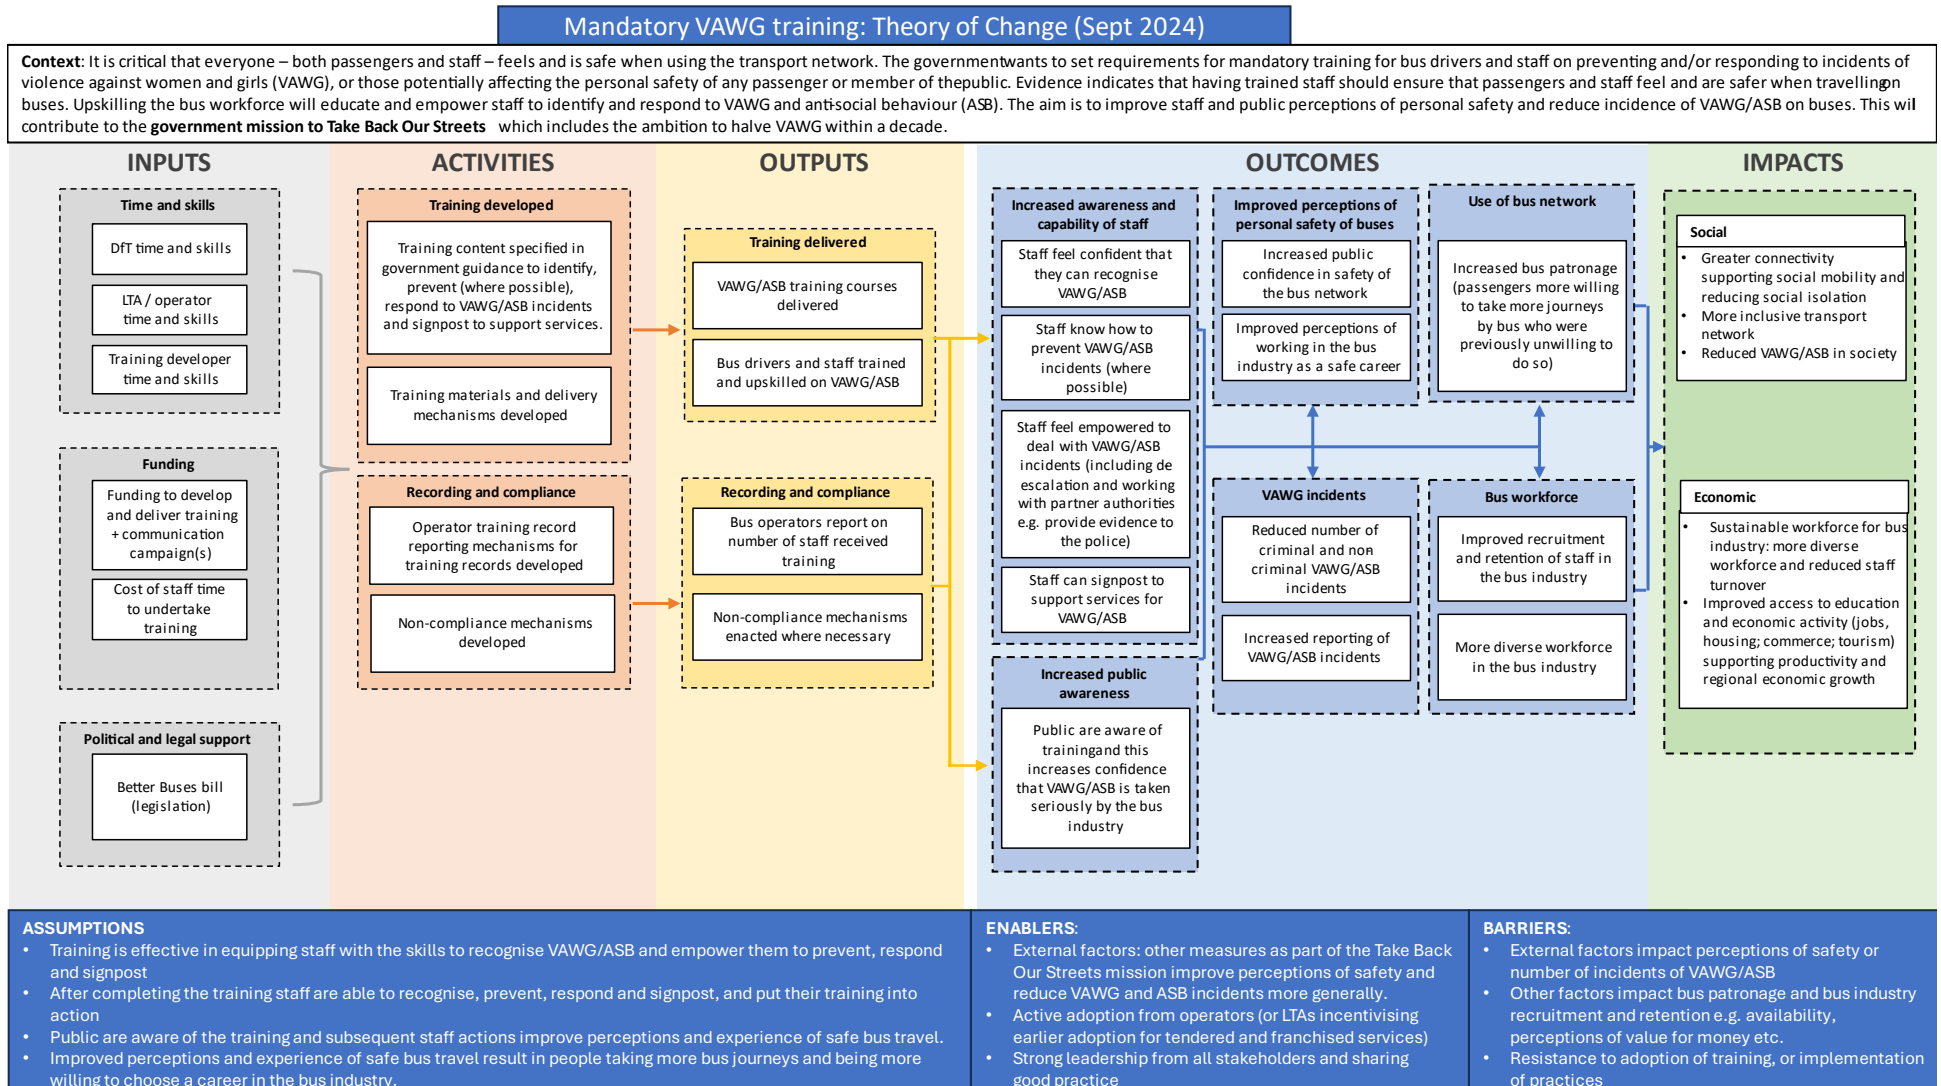 Mandatory VAWG training: Theory of Change (Sept 2024)
Context: It is critical that everyone – both passengers and staff – feels and is safe when using the transport network. The governmentwants to set requirements for mandatory training for bus drivers and staff on preventing and/or responding to incidents of
violence against women and girls (VAWG), or those potentially affecting the personal safety of any passenger or member of thepublic. Evidence indicates that having trained staff should ensure that passengers and staff feel and are safer when travelling on
buses. Upskilling the bus workforce will educate and empower staff to identify and respond to VAWG and anti-social behaviour (ASB). The aim is to improve staff and public perceptions of personal safety and reduce incidence of VAWG/ASB on buses. This will
contribute to the government mission to Take Back Our Streets which includes the ambition to halve VAWG within a decade.
INPUTS
Time and skills
DfT time and skills
LTA / operator
time and skills
Training developer
time and skills
Funding
Funding to develop
and deliver training
+ communication
campaign(s)
Cost of staff time
to undertake
training
Political and legal support
Better Buses bill
(legislation)
ACTIVITIES
Training developed
Training content specified in
government guidance to identify,
prevent (where possible),
respond to VAWG/ASB incidents
and signpost to support services.
Training materials and delivery
mechanisms developed
Recording and compliance
Operator training record
reporting mechanisms for
training records developed
Non-compliance mechanisms
developed
OUTPUTS
Training delivered
VAWG/ASB training courses
delivered
Bus drivers and staff trained
and upskilled on VAWG/ASB
Recording and compliance
Bus operators report on
number of staff received
training
Non-compliance mechanisms
enacted where necessary
OUTCOMES
Increased awareness and
capability of staff
Staff feel confident that
they can recognise
VAWG/ASB
Staff know how to
prevent VAWG/ASB
incidents (where
possible)
Staff feel empowered to
deal with VAWG/ASB
incidents (including de
escalation and working
with partner authorities
e.g. provide evidence to
the police)
Staff can signpost to
support services for
VAWG/ASB
Increased public
awareness
Public are aware of
trainingand this
increases confidence
that VAWG/ASB is taken
seriously by the bus
industry
Improved perceptions of
personal safety of buses
Increased public
confidence in safety of
the bus network
Improved perceptions of
working in the bus
industry as a safe career
VAWG incidents
Reduced number of
criminal and non-
criminal VAWG/ASB
incidents
Increased reporting of
VAWG/ASB incidents
Use of bus network
Increased bus patronage
(passengers more willing
to take more journeys
by bus who were
previously unwilling to
do so)
Bus workforce
Improved recruitment
and retention of staff in
the bus industry
More diverse workforce
in the bus industry
IMPACTS
Social
• Greater connectivity
supporting social mobility and
reducing social isolation
• More inclusive transport
network
• Reduced VAWG/ASB in society
Economic
• Sustainable workforce for bus
industry: more diverse
workforce and reduced staff
turnover
• Improved access to education
and economic activity (jobs,
housing; commerce; tourism)
supporting productivity and
regional economic growth
ASSUMPTIONS
• Training is effective in equipping staff with the skills to recognise VAWG/ASB and empower them to prevent, respond
and signpost
• After completing the training staff are able to recognise, prevent, respond and signpost, and put their training into
action
• Public are aware of the training and subsequent staff actions improve perceptions and experience of safe bus travel.
• Improved perceptions and experience of safe bus travel result in people taking more bus journeys and being more
willing to choose a career in the bus industry.
ENABLERS:
• External factors: other measures as part of the Take Back
Our Streets mission improve perceptions of safety and
reduce VAWG and ASB incidents more generally.
• Active adoption from operators (or LTAs incentivising
earlier adoption for tendered and franchised services)
• Strong leadership from all stakeholders and sharing
good practice
BARRIERS:
• External factors impact perceptions of safety or
number of incidents of VAWG/ASB
• Other factors impact bus patronage and bus industry
recruitment and retention e.g. availability,
perceptions of value for money etc.
• Resistance to adoption of training, or implementation
of practices